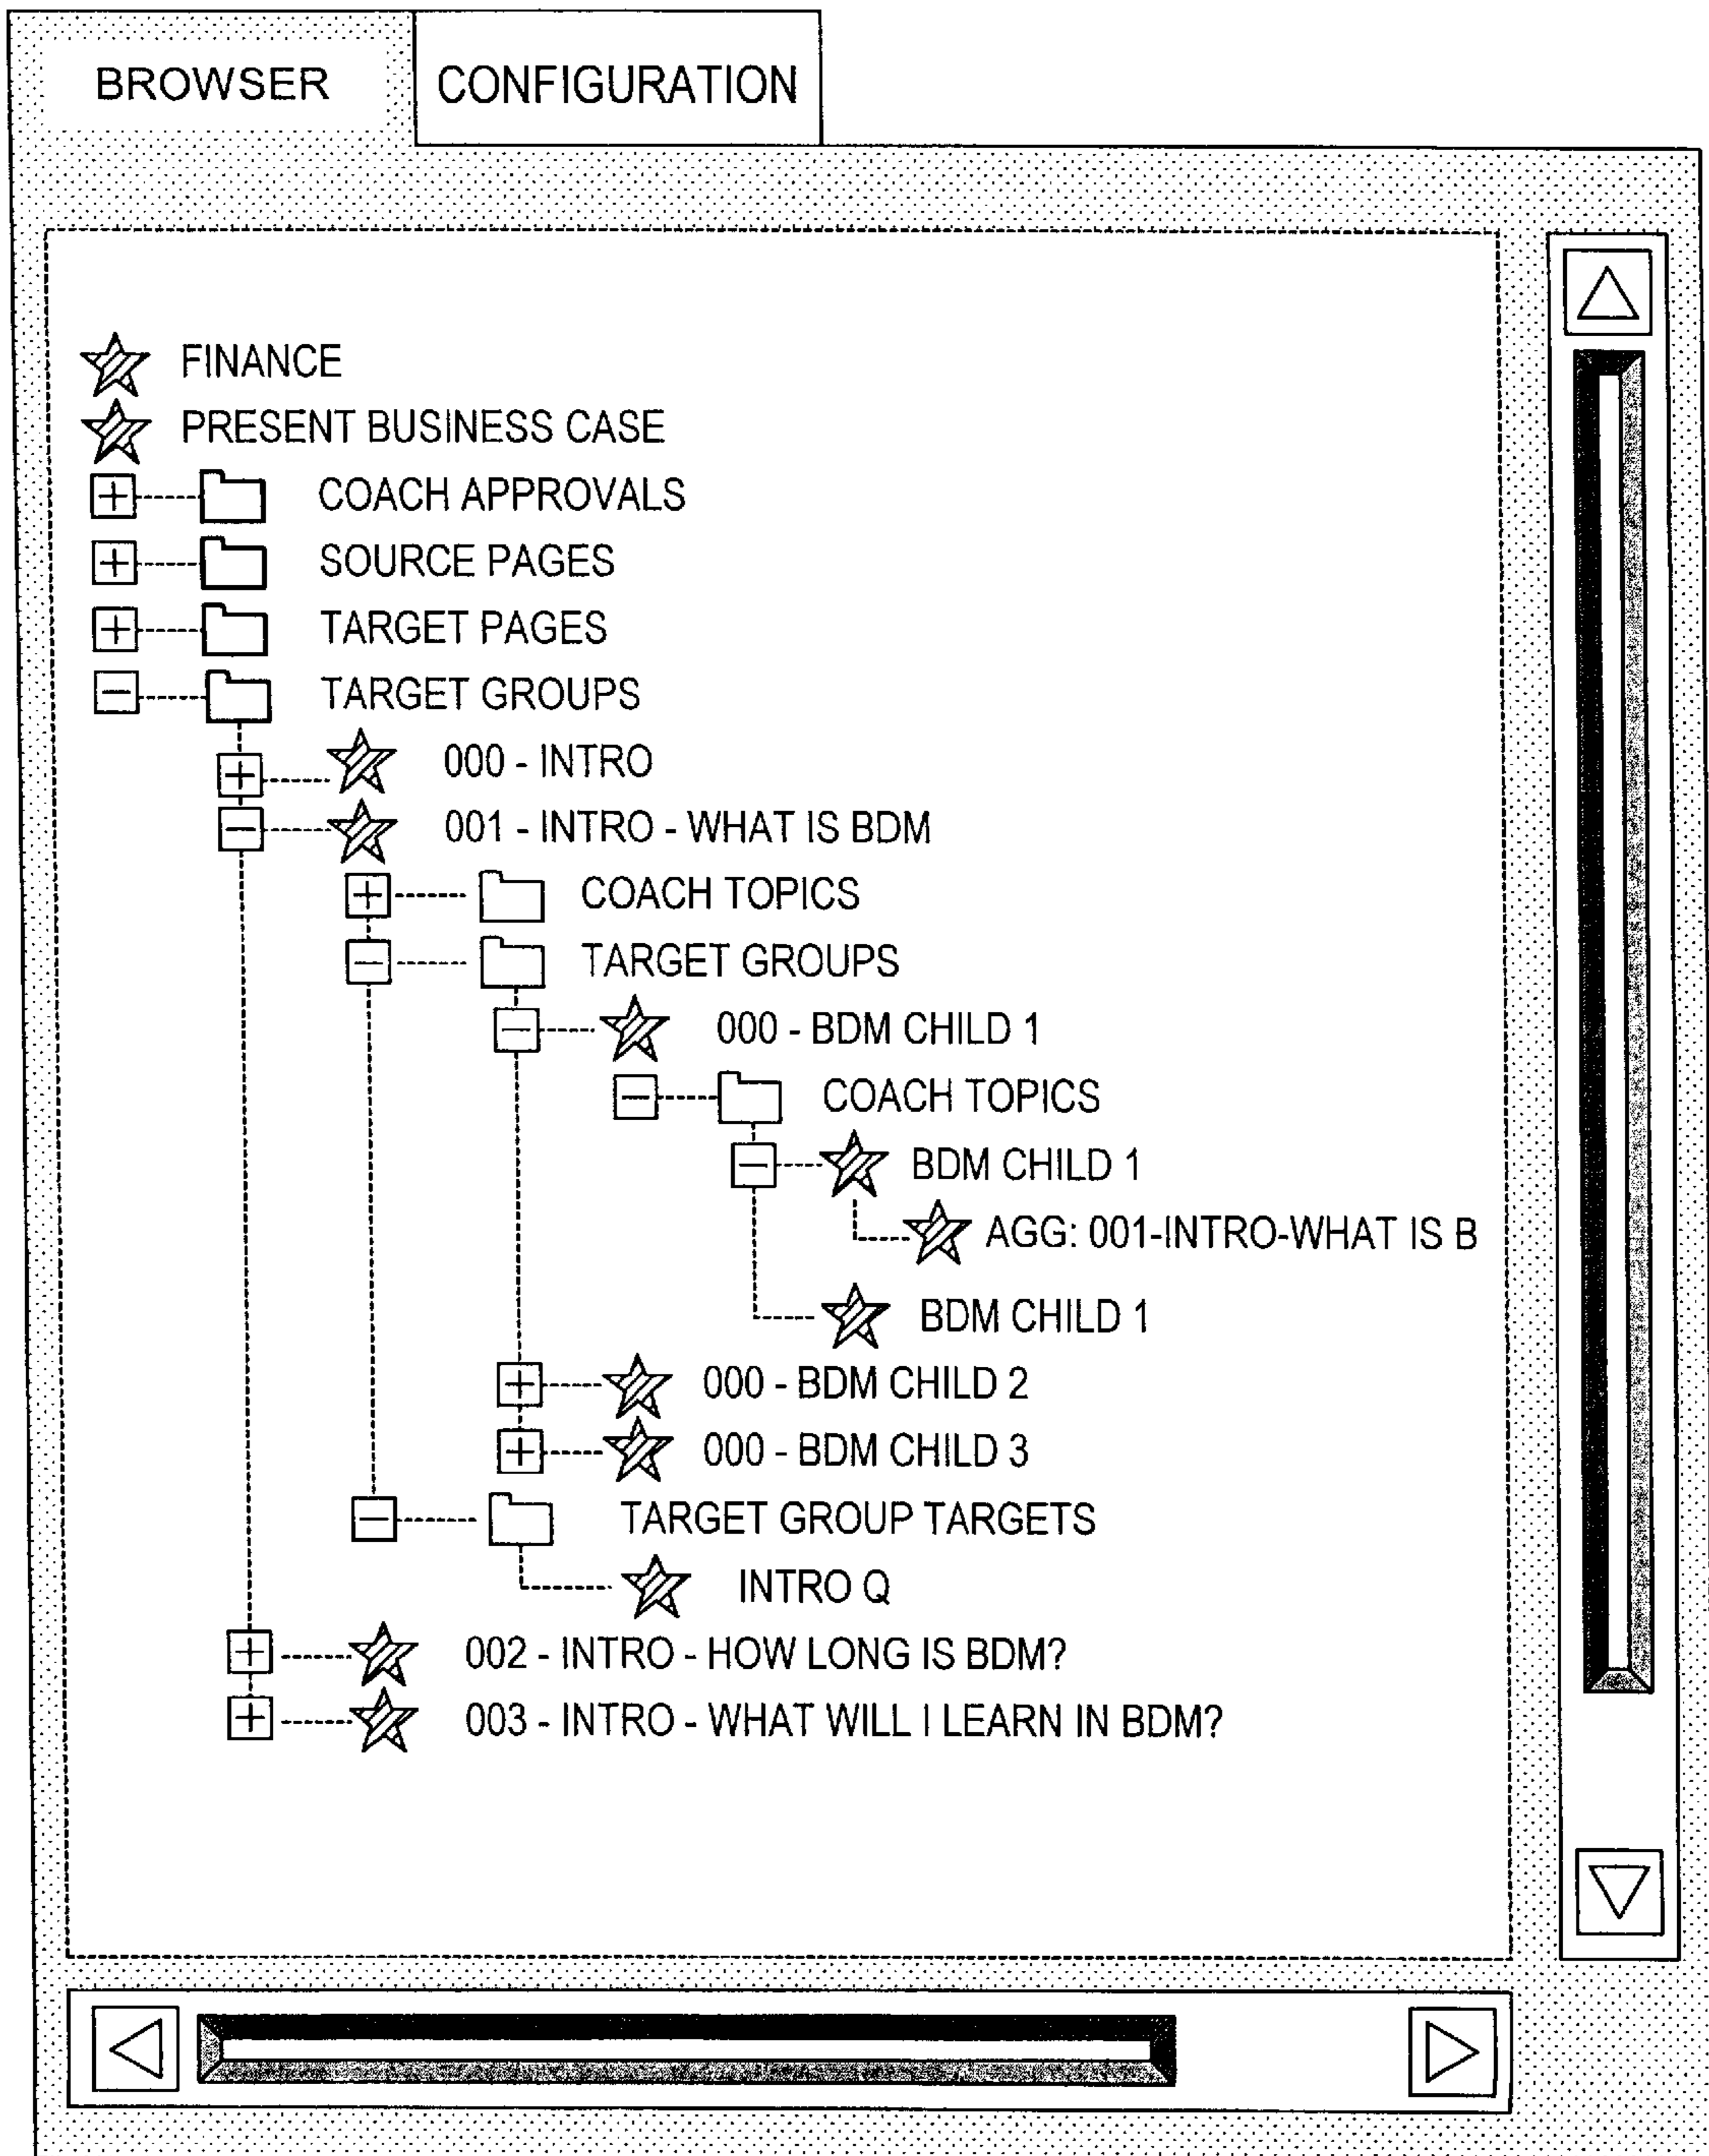 BROWSER
CONFIGURATION
FINANCE
PRESENT BUSINESS CASE
COACH APPROVALS
SOURCE PAGES
TARGET PAGES
TARGET GROUPS
000 - INTRO
001 - INTRO - WHAT IS BDM
COACH TOPICS
TARGET GROUPS
000 - BDM CHILD 1
COACH TOPICS
BDM CHILD 1
AGG: 001-INTRO-WHAT IS B
BDM CHILD 1
000 - BDM CHILD 2
000 - BDM CHILD 3
TARGET GROUP TARGETS
INTRO Q
002 - INTRO - HOW LONG IS BDM?
003 - INTRO - WHAT WILL I LEARN IN BDM?